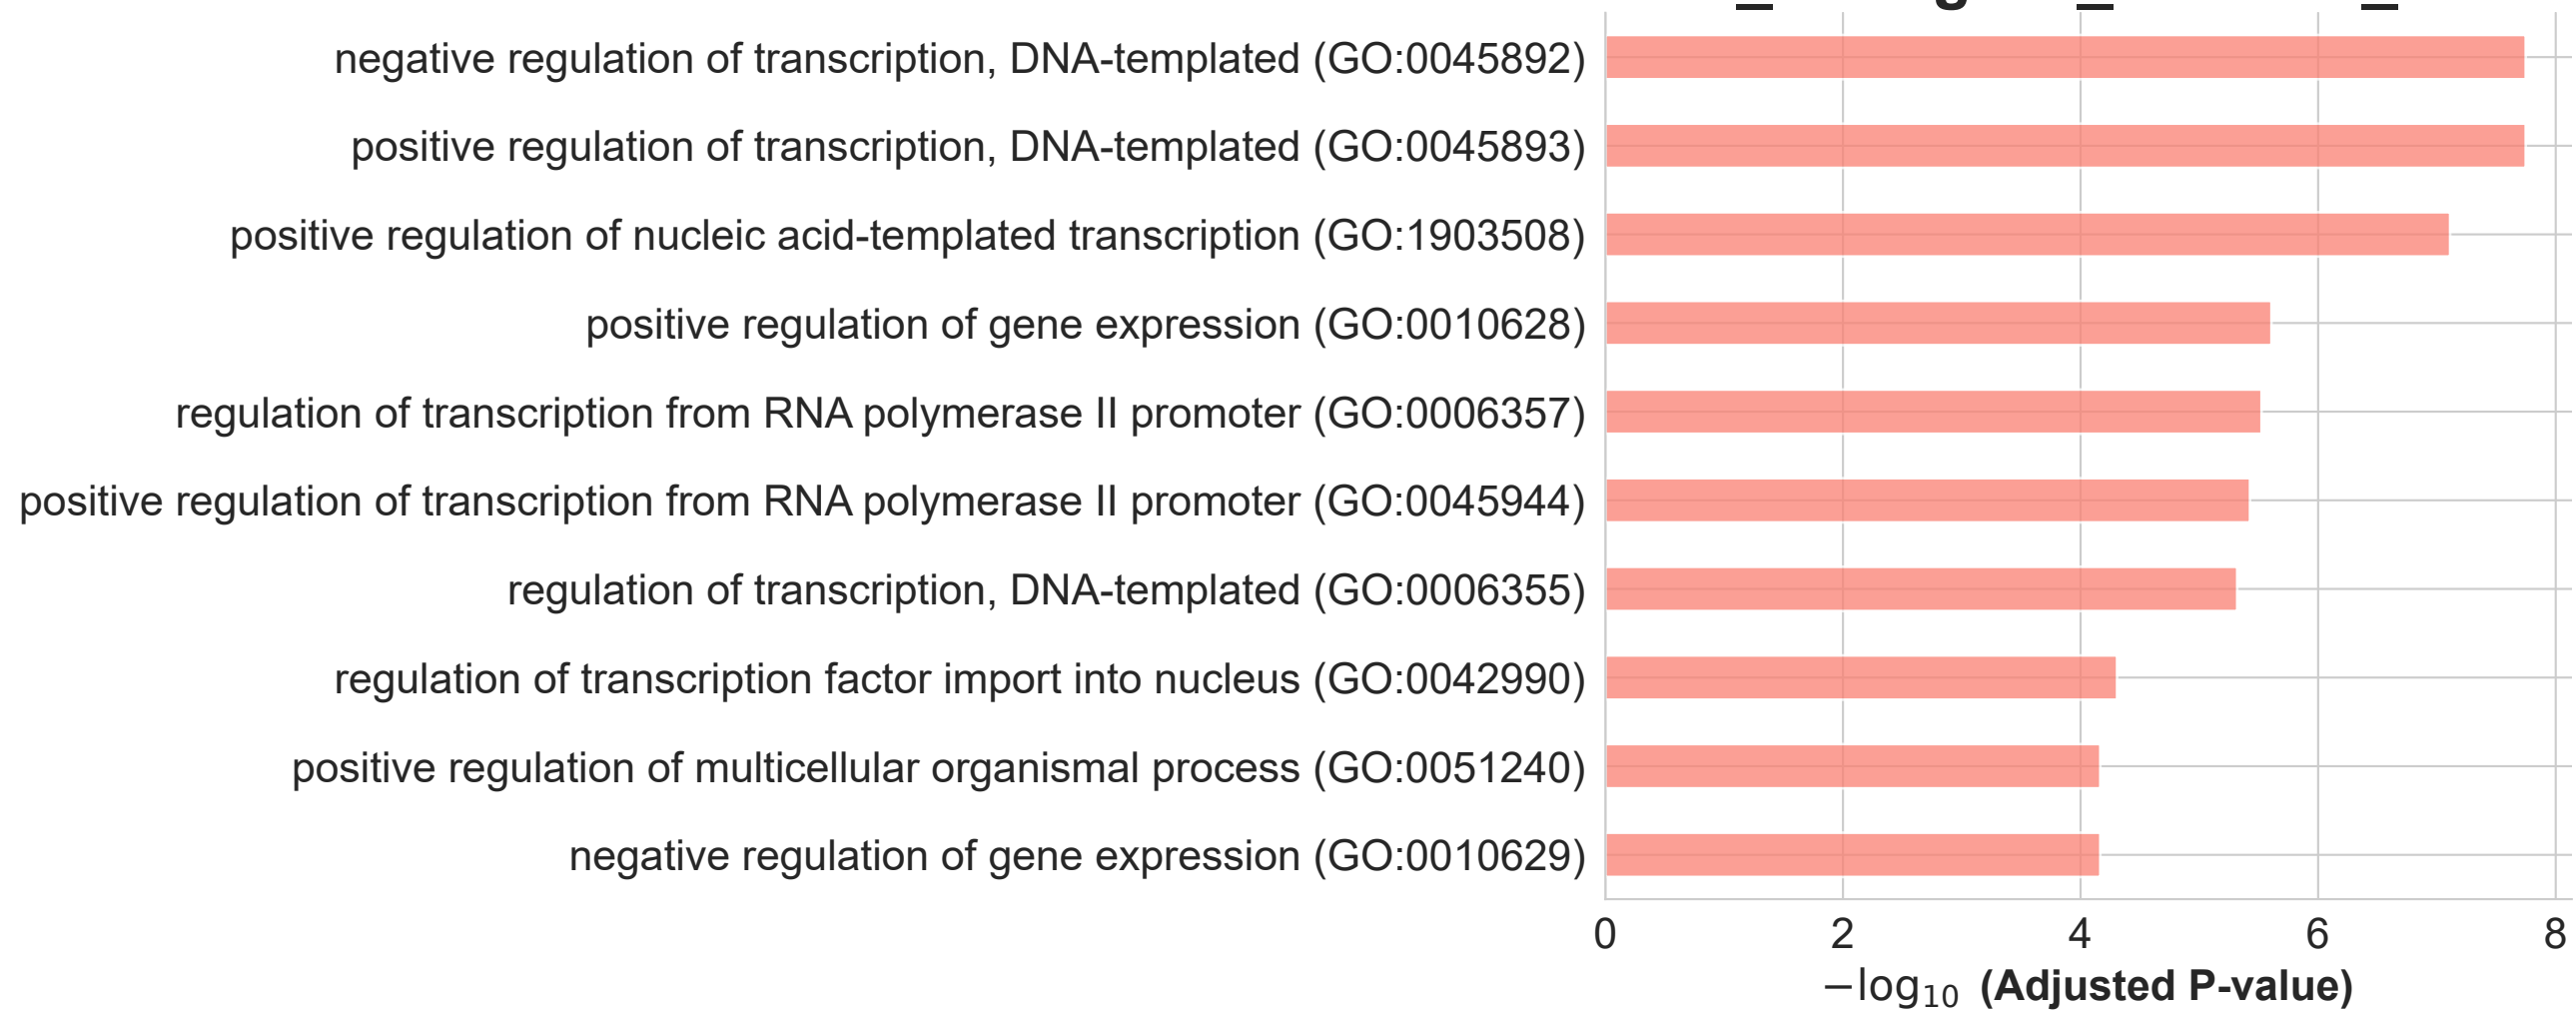 negative regulation of transcription, DNA-templated (GO:0045892)
positive regulation of transcription, DNA-templated (GO:0045893)
positive regulation of nucleic acid-templated transcription (GO:1903508)
positive regulation of gene expression (GO:0010628)
regulation of transcription from RNA polymerase II promoter (GO:0006357)
positive regulation of transcription from RNA polymerase II promoter (GO:0045944)
regulation of transcription, DNA-templated (GO:0006355)
regulation of transcription factor import into nucleus (GO:0042990)
positive regulation of multicellular organismal process (GO:0051240)
negative regulation of gene expression (GO:0010629)
0 2 4 6 8
−log₁₀ (Adjusted P-value)